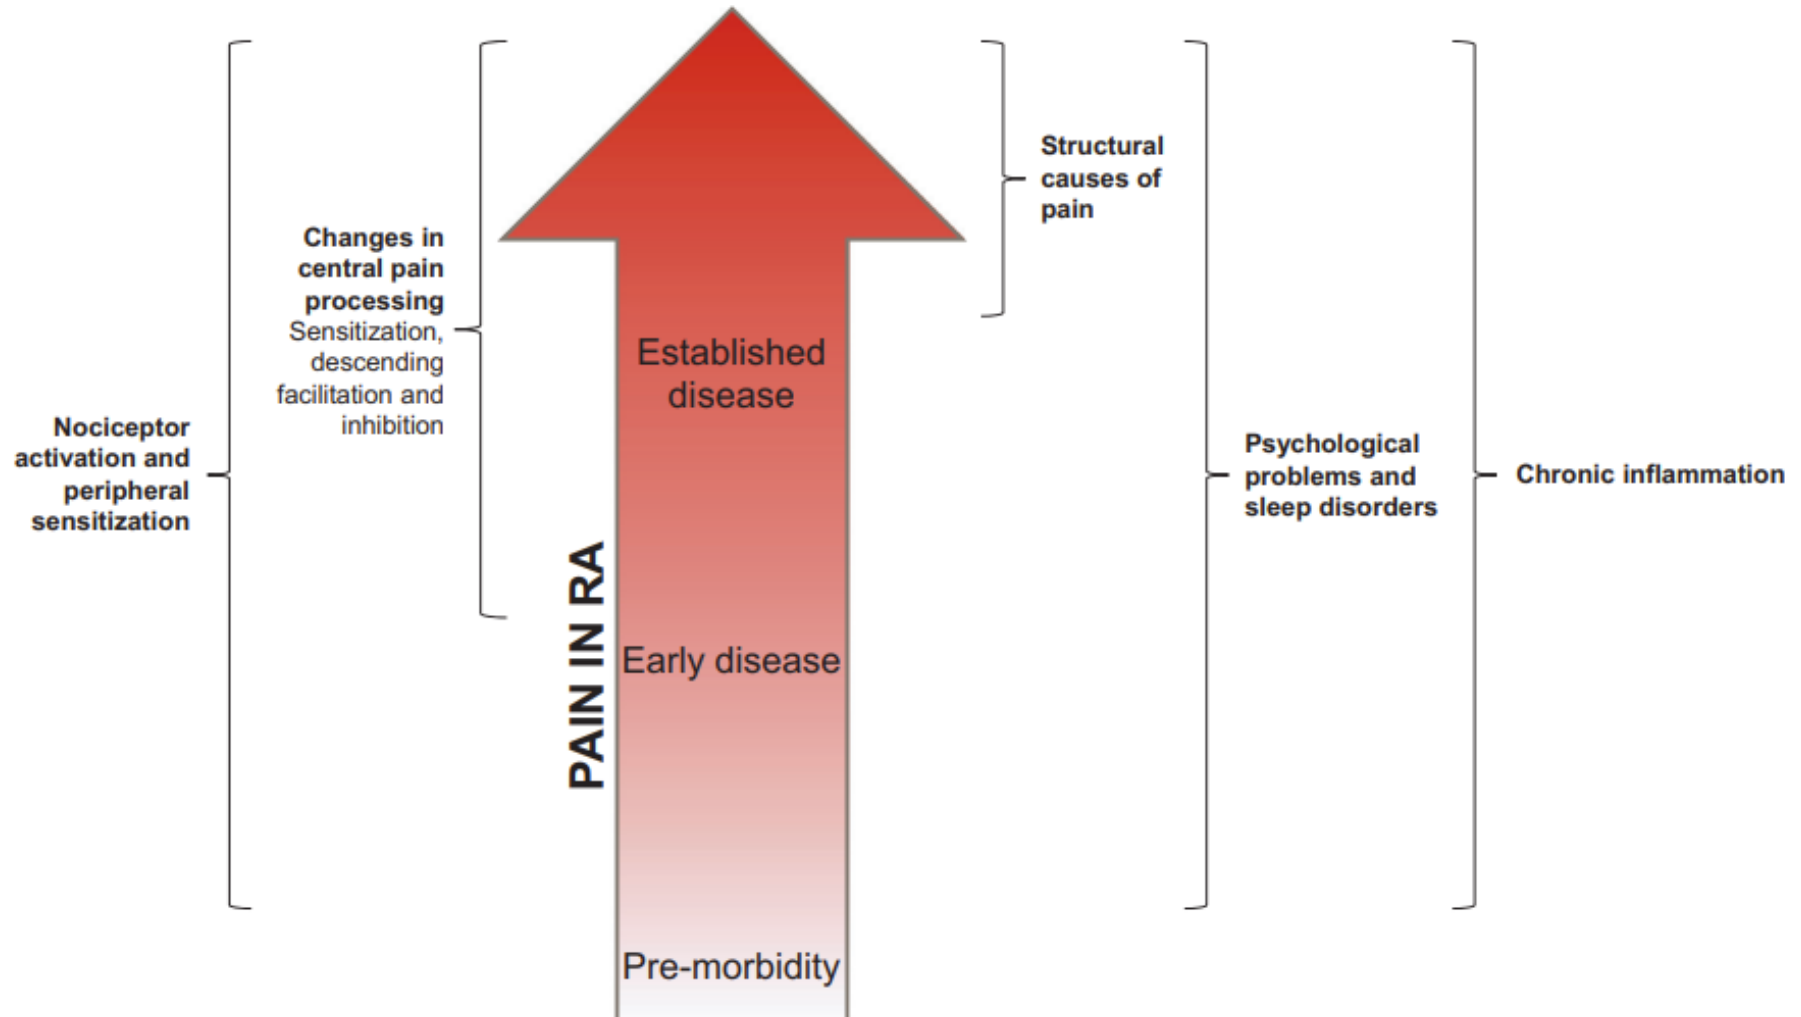 Nociceptor
activation and
peripheral
sensitization
Changes in
central pain
processing
Sensitization,
descending
facilitation and
inhibition
PAIN IN RA
Established
disease
Early disease
Pre-morbidity
Structural
causes of
pain
Psychological
problems and
sleep disorders
Chronic inflammation